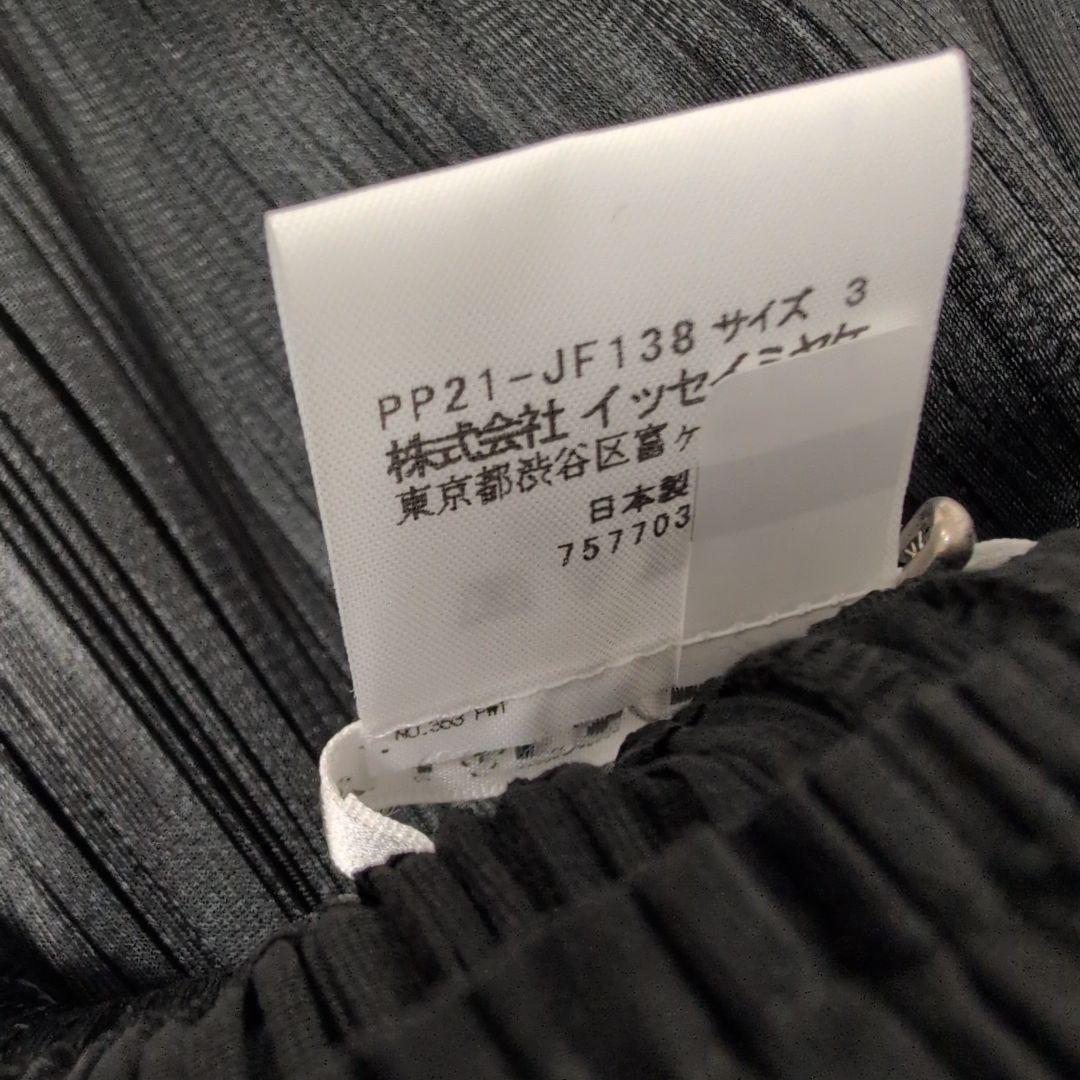 PP21-JF138 サイズ 3
株式会社 イッセイミヤケ
東京都渋谷区富ヶ
日本製
757703